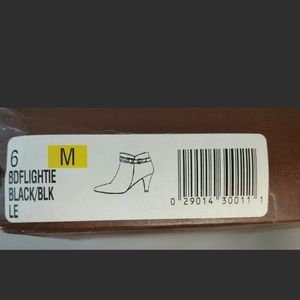 6 M
BDFLIGHTIE
BLACK/BLK
LE
0 29014 30011 1